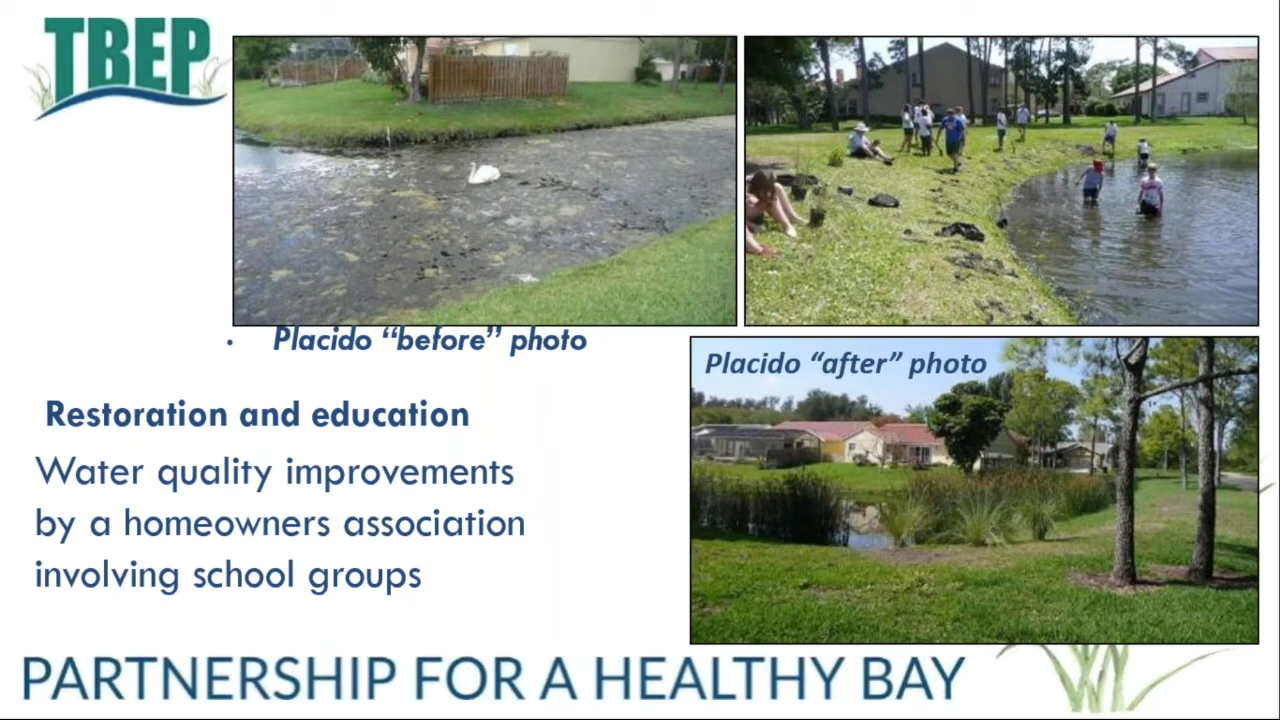 TBEP
• Placido “before” photo
Placido “after” photo
Restoration and education
Water quality improvements
by a homeowners association
involving school groups
PARTNERSHIP FOR A HEALTHY BAY